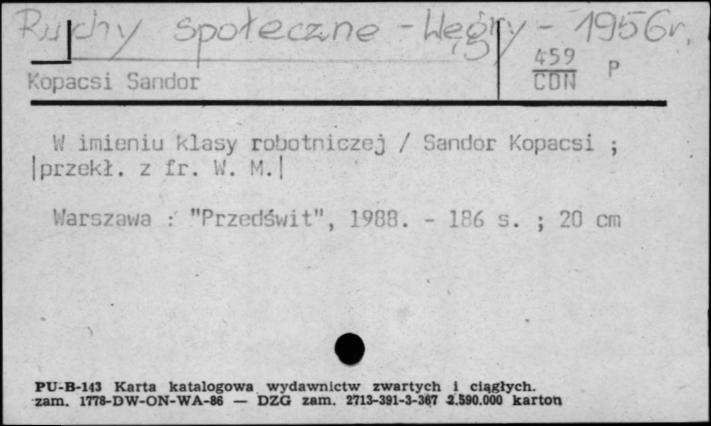 Ruchy społeczne - Węgry - 1956r.
459
CDN
P
Kopacsi Sandor
W imieniu klasy robotniczej / Sandor Kopacsi ;
|przekł. z fr. W. M.|
Warszawa : "Przedświt", 1988. - 186 s. ; 20 cm
PU-B-143 Karta katalogowa wydawnictw zwartych i ciągłych.
zam. 1778-DW-ON-WA-86 — DZG zam. 2713-391-3-367 2.590.000 karton